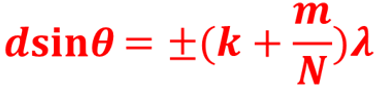 dsinθ = ±(k + m/N)λ